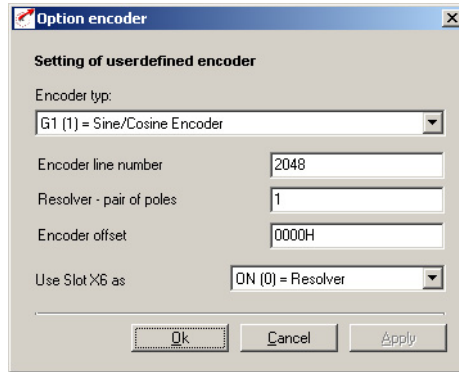 Option encoder
Setting of userdefined encoder
Encoder typ:
G1 (1) = Sine/Cosine Encoder
Encoder line number 2048
Resolver - pair of poles 1
Encoder offset 0000H
Use Slot X6 as ON (0) = Resolver
Ok Cancel Apply